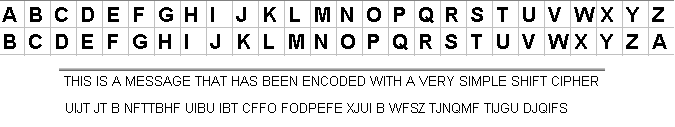 A B C D E F G H I J K L M N O P Q R S T U V W X Y Z
B C D E F G H I J K L M N O P Q R S T U V W X Y Z A
THIS IS A MESSAGE THAT HAS BEEN ENCODED WITH A VERY SIMPLE SHIFT CIPHER
UIJT JT B NFTTBHF UIBU IBT CFFO FODPEFE XJUI B WFSZ TJNQMF TIJGU DJQIFS